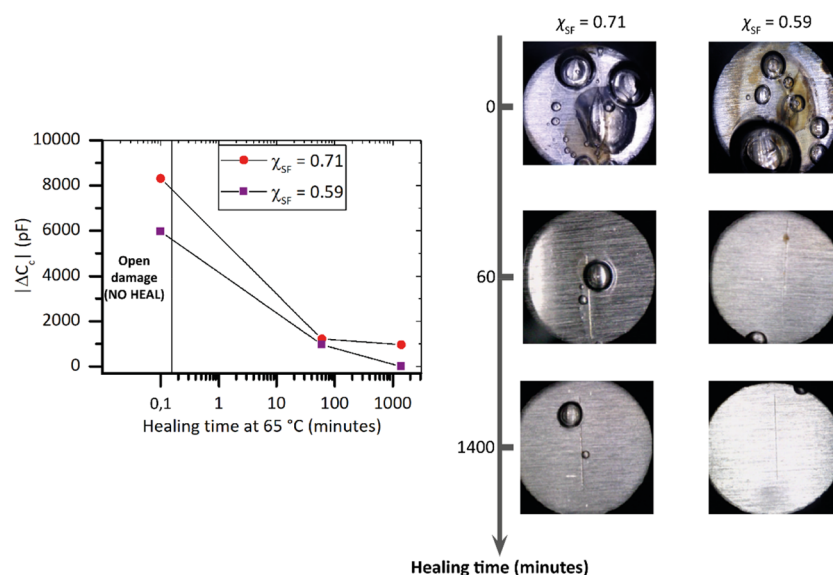 χSF = 0.71
χSF = 0.59
0
60
1400
Healing time (minutes)
10000
8000
6000
4000
2000
0
|ΔCc| (pF)
χSF = 0.71
χSF = 0.59
Open
damage
(NO HEAL)
0,1
1
10
100
1000
Healing time at 65 °C (minutes)